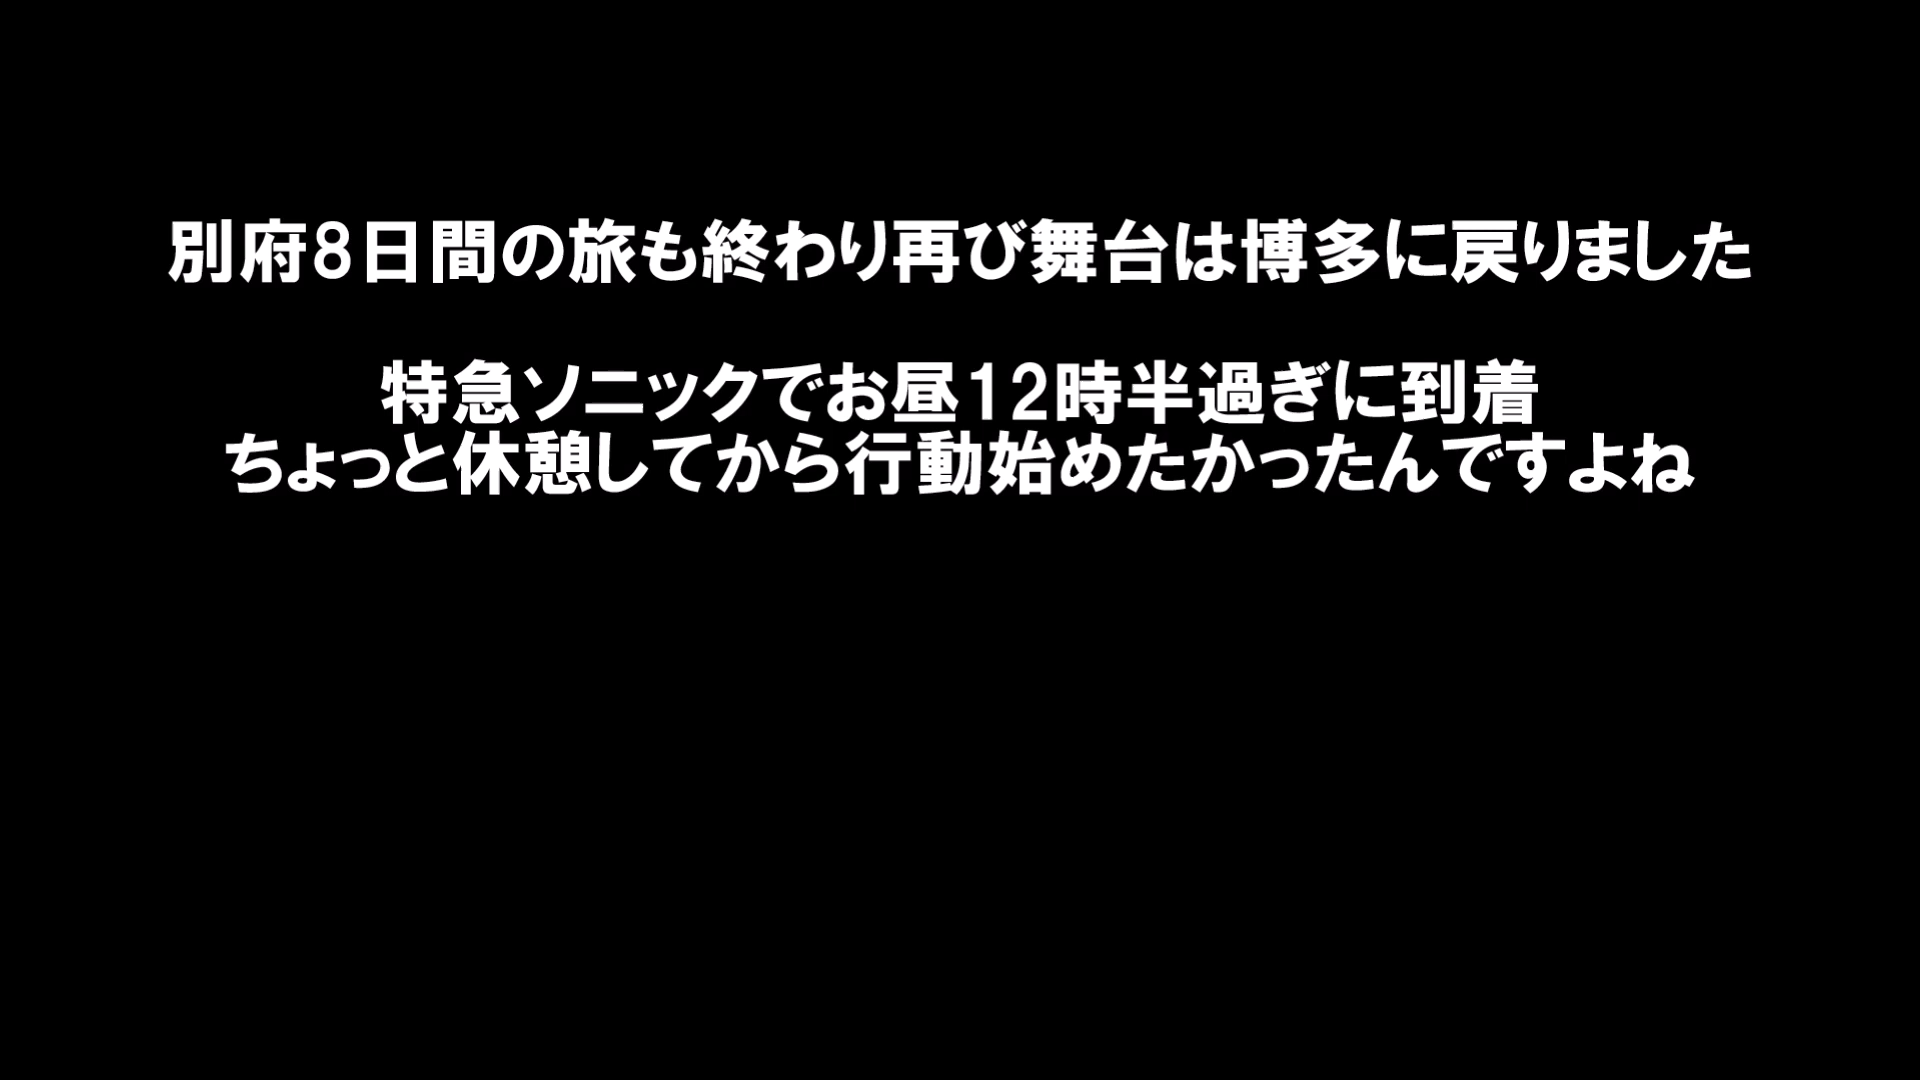 別府8日間の旅も終わり再び舞台は博多に戻りました
特急ソニックでお昼12時半過ぎに到着
ちょっと休憩してから行動始めたかったんですよね